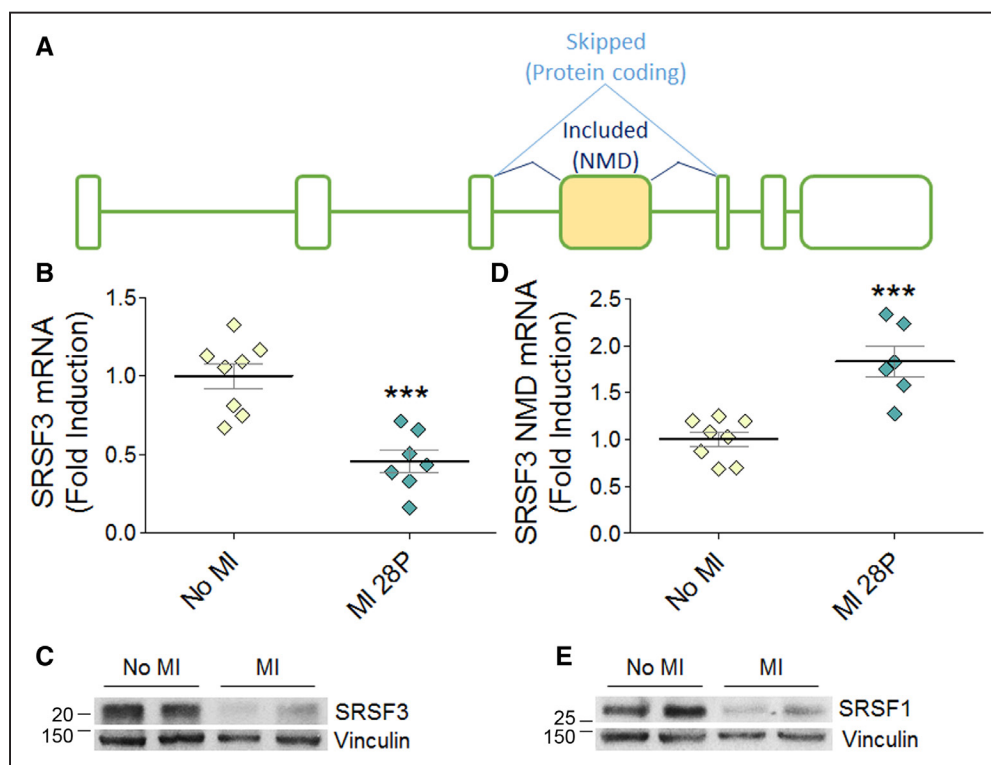 A
Skipped
(Protein coding)
Included
(NMD)
B
SRSF3 mRNA
(Fold Induction)
1.5
1.0
0.5
0.0
***
No MI
MI 28P
D
SRSF3 NMD mRNA
(Fold Induction)
2.5
2.0
1.5
1.0
0.5
0.0
***
No MI
MI 28P
C
No MI MI
20 SRSF3
150 Vinculin
E
No MI MI
25 SRSF1
150 Vinculin